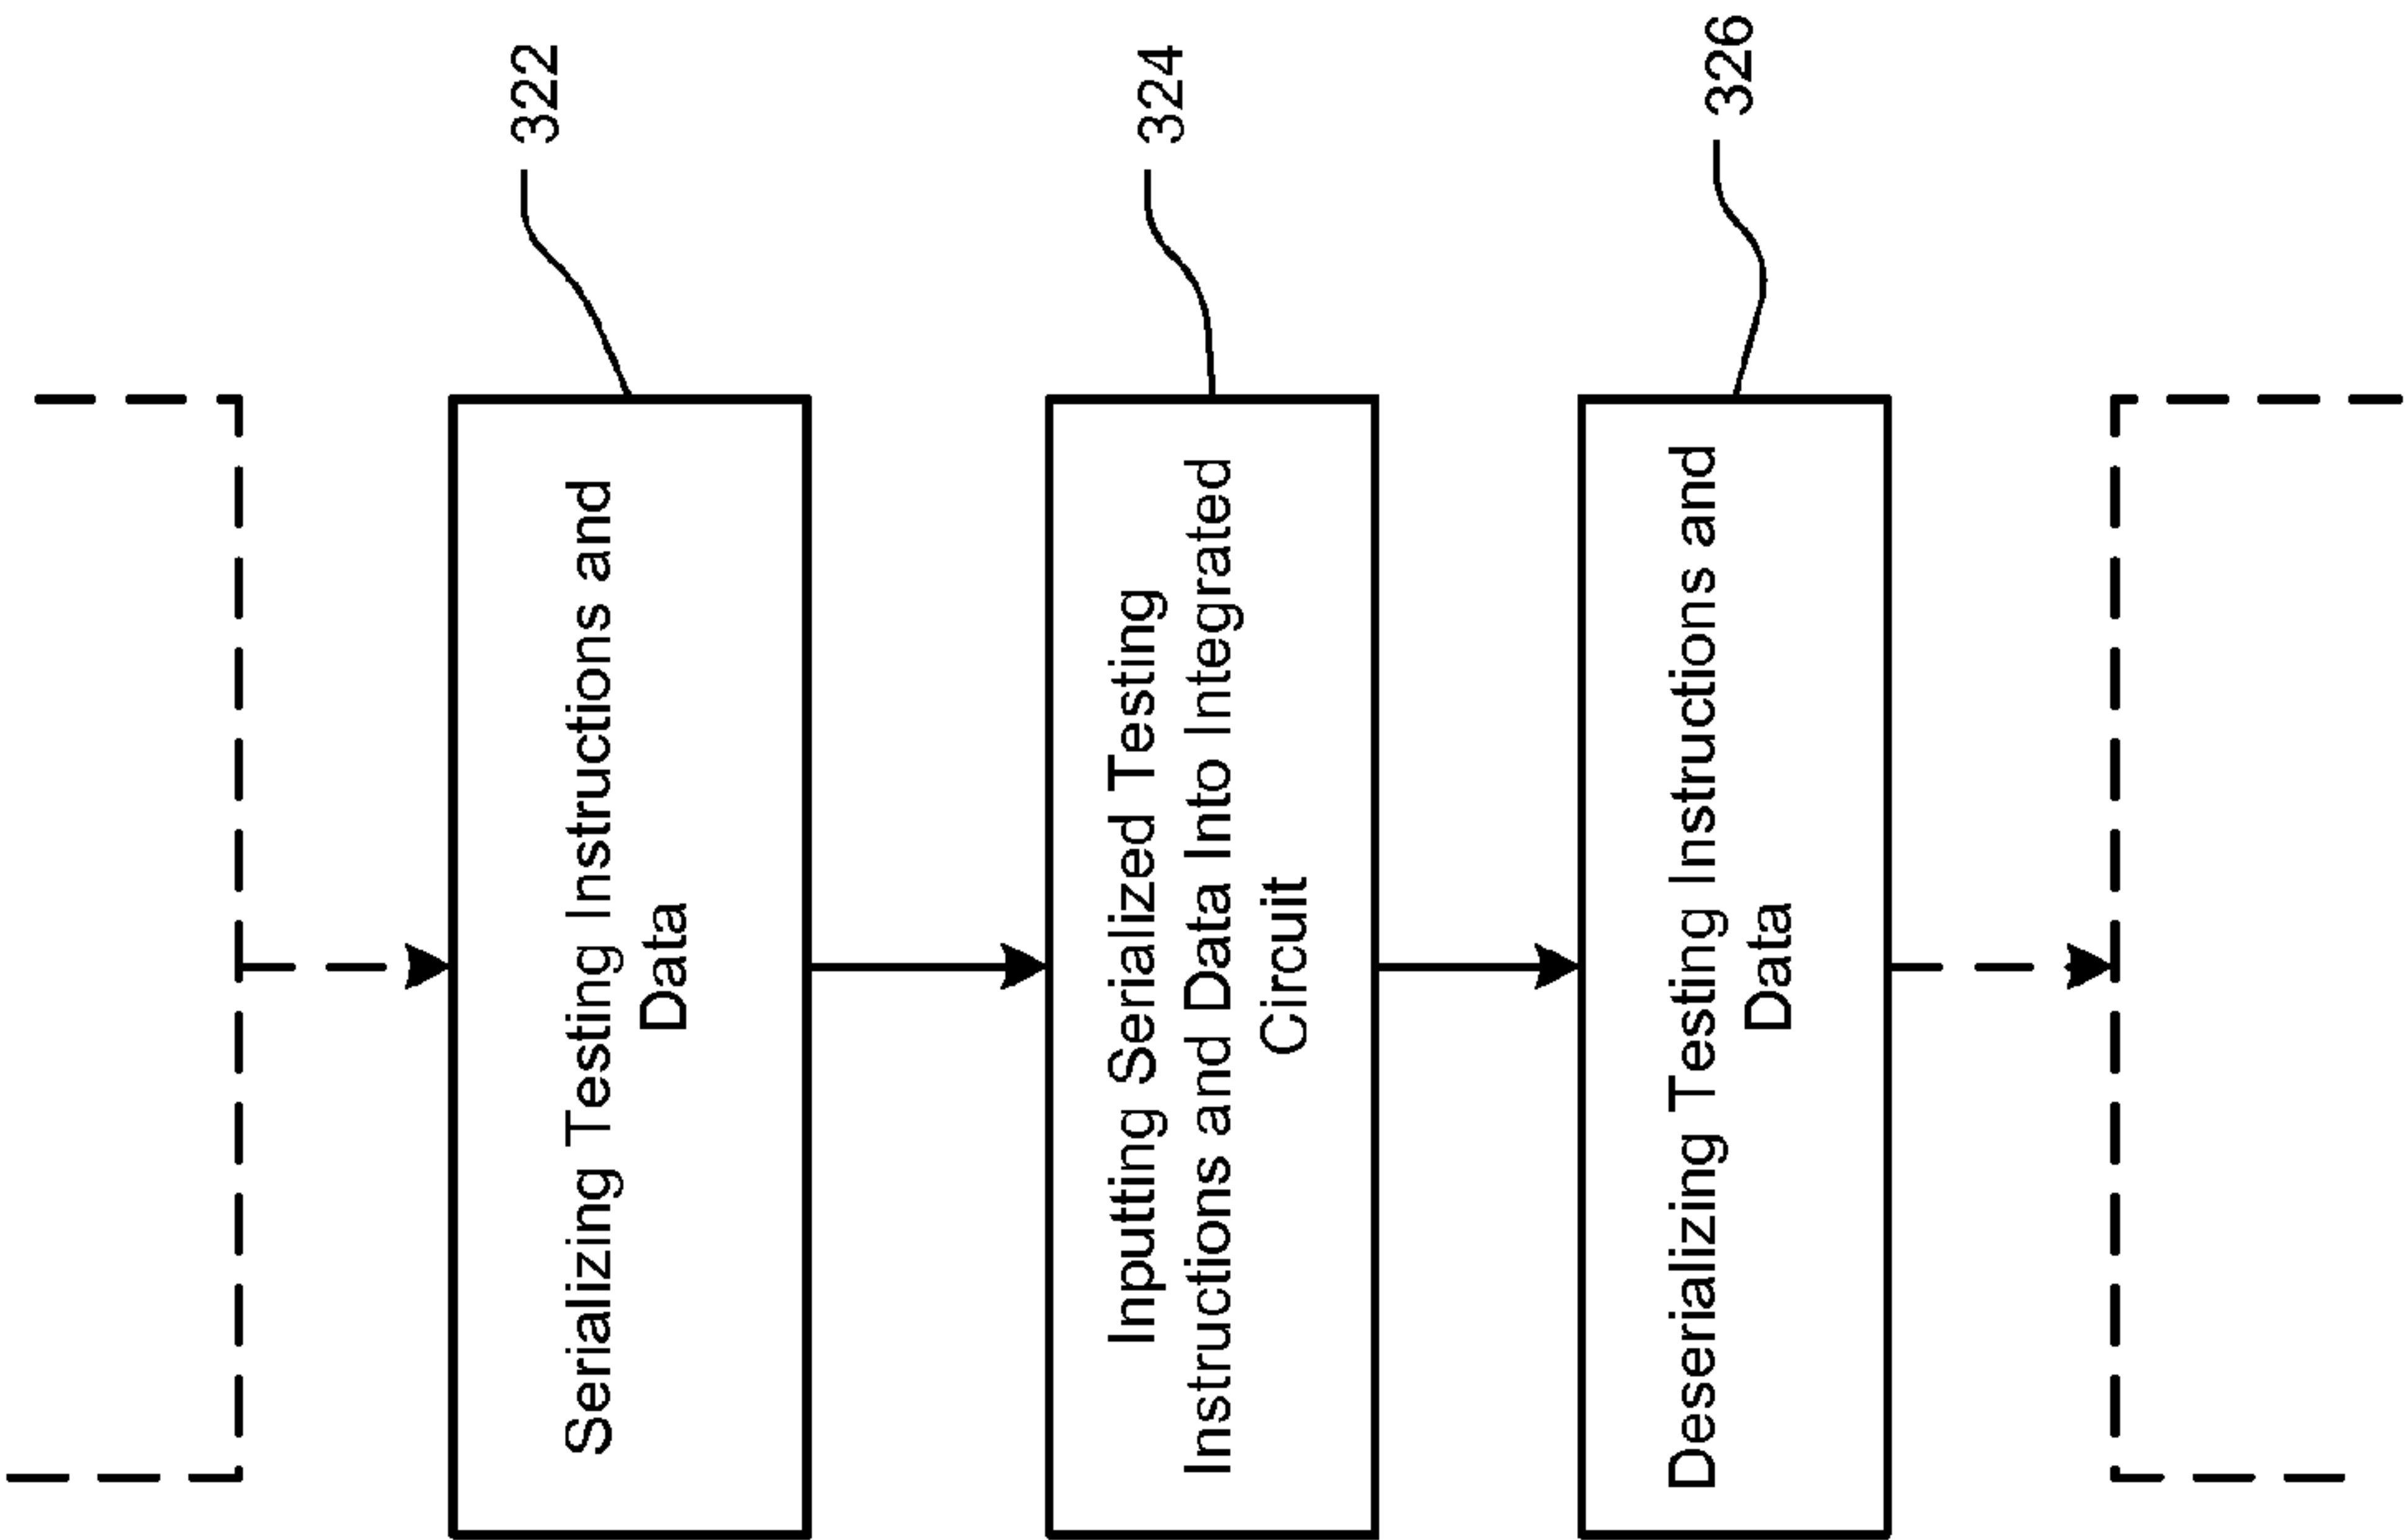 322
Serializing Testing Instructions and
Data
324
Inputting Serialized Testing
Instructions and Data Into Integrated
Circuit
326
Deserializing Testing Instructions and
Data